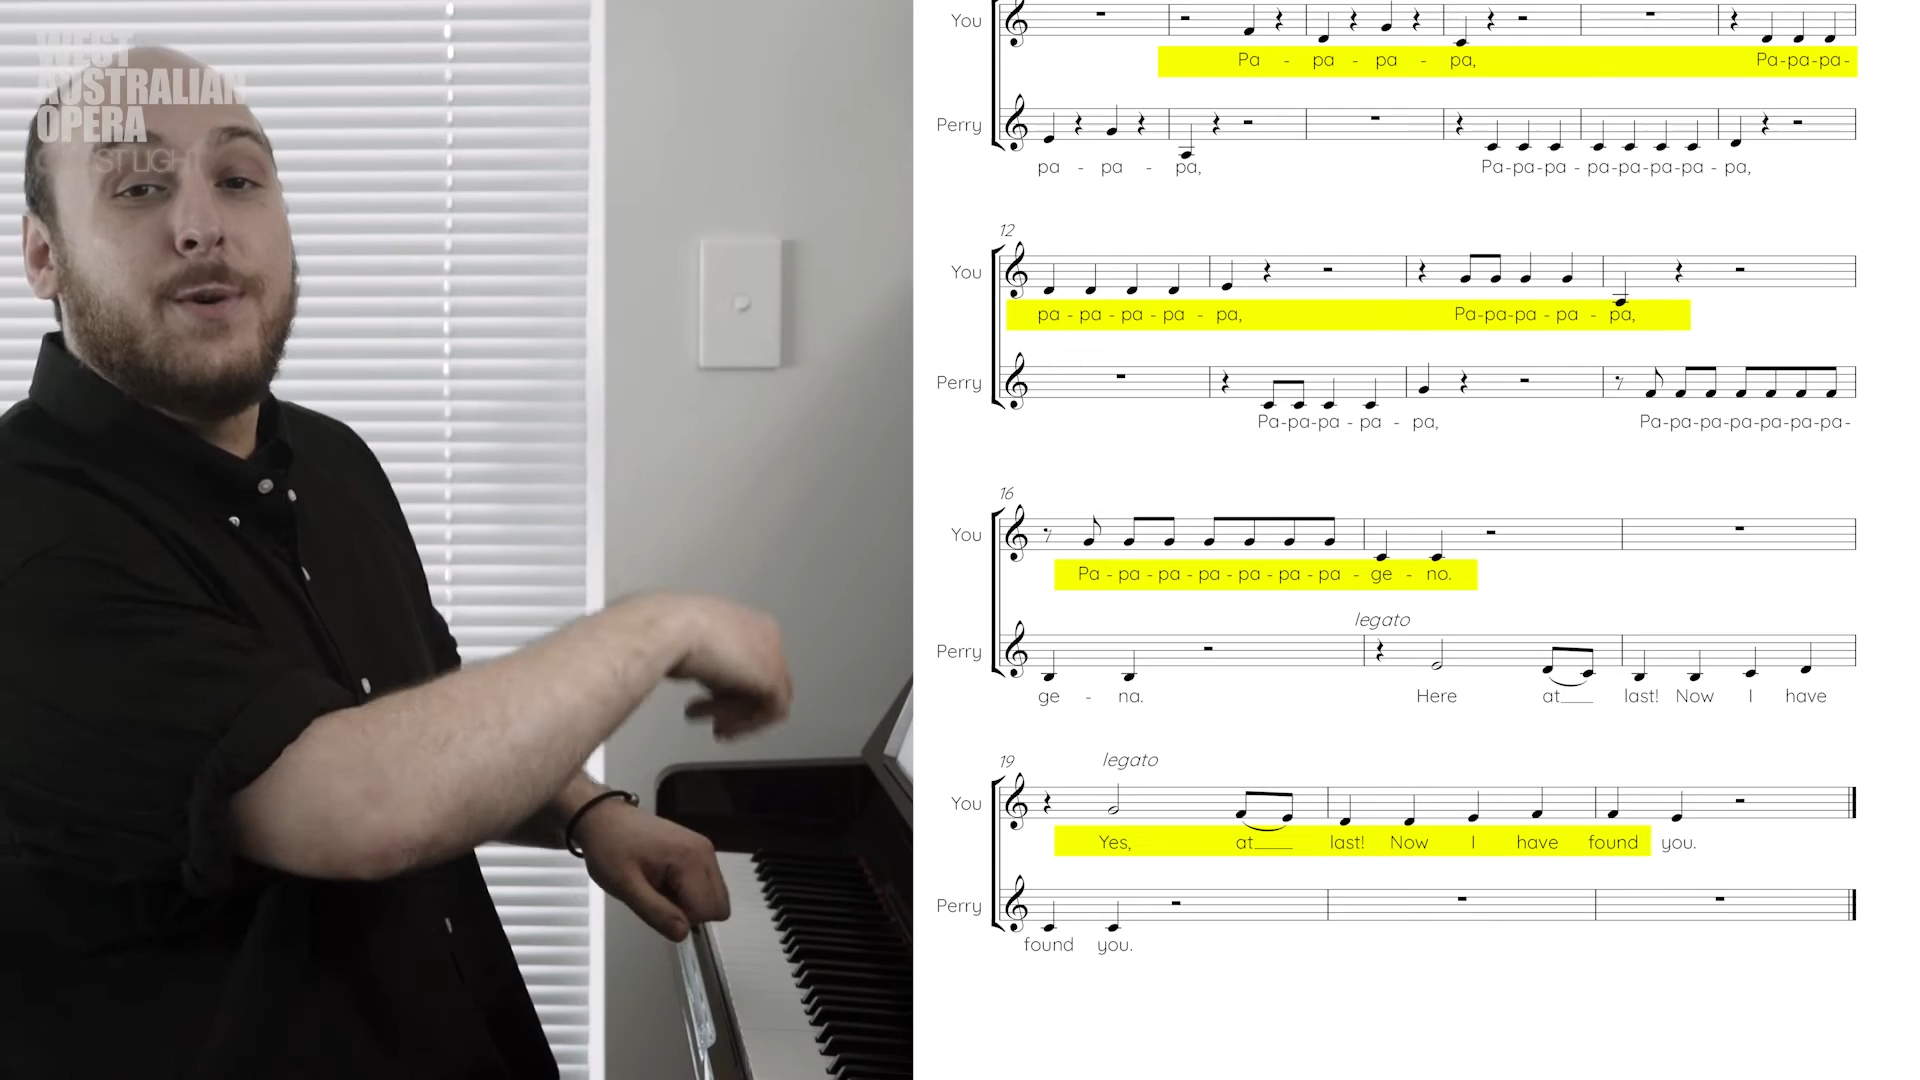 WEST
AUSTRALIAN
OPERA
GHOST LIGHT
You
Pa - pa - pa - pa, Pa-pa-pa-
Perry
pa - pa - pa, Pa-pa-pa - pa-pa-pa-pa - pa,
12
You
pa - pa - pa - pa - pa, Pa-pa-pa - pa - pa,
Perry
Pa-pa-pa - pa - pa, Pa-pa-pa-pa-pa-pa-pa-
16
You
Pa - pa - pa - pa - pa - pa - pa - ge - no.
legato
Perry
ge - na. Here at___ last! Now I have
19
legato
You
Yes, at___ last! Now I have found you.
Perry
found you.